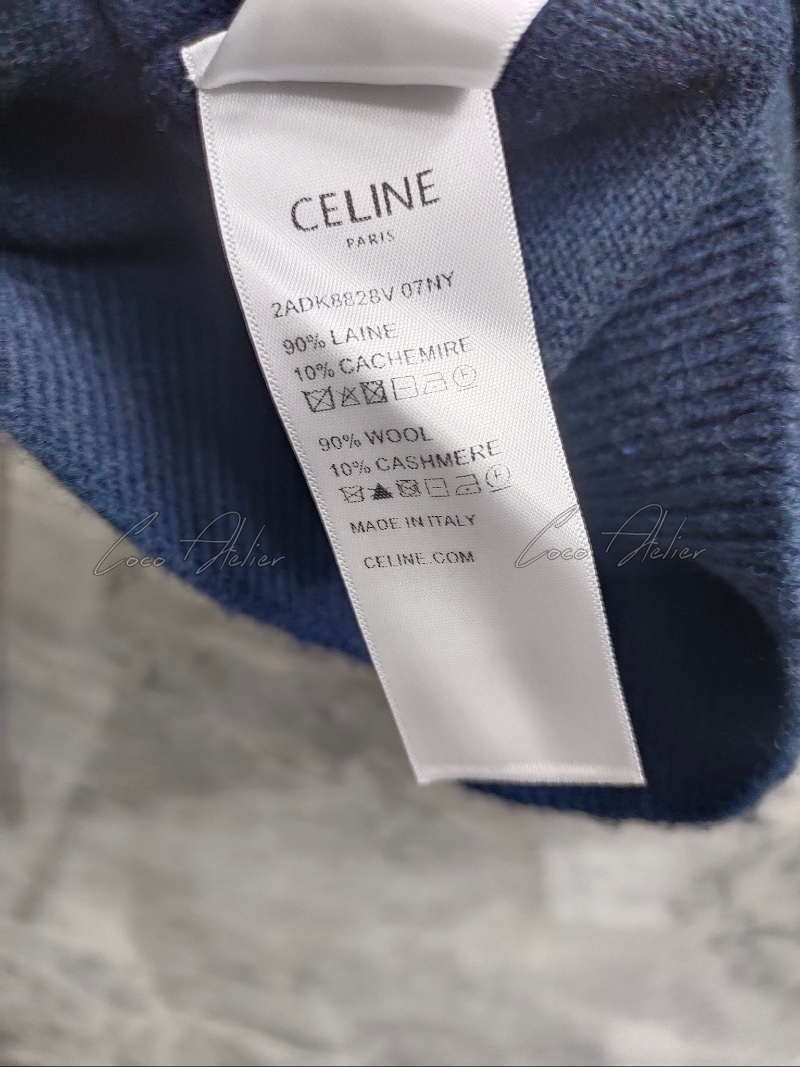 CELINE
PARIS
2ADK8828V 07NY
90% LAINE
10% CACHEMIRE
90% WOOL
10% CASHMERE
MADE IN ITALY
CELINE.COM
Coco Atelier
Coco Atelier